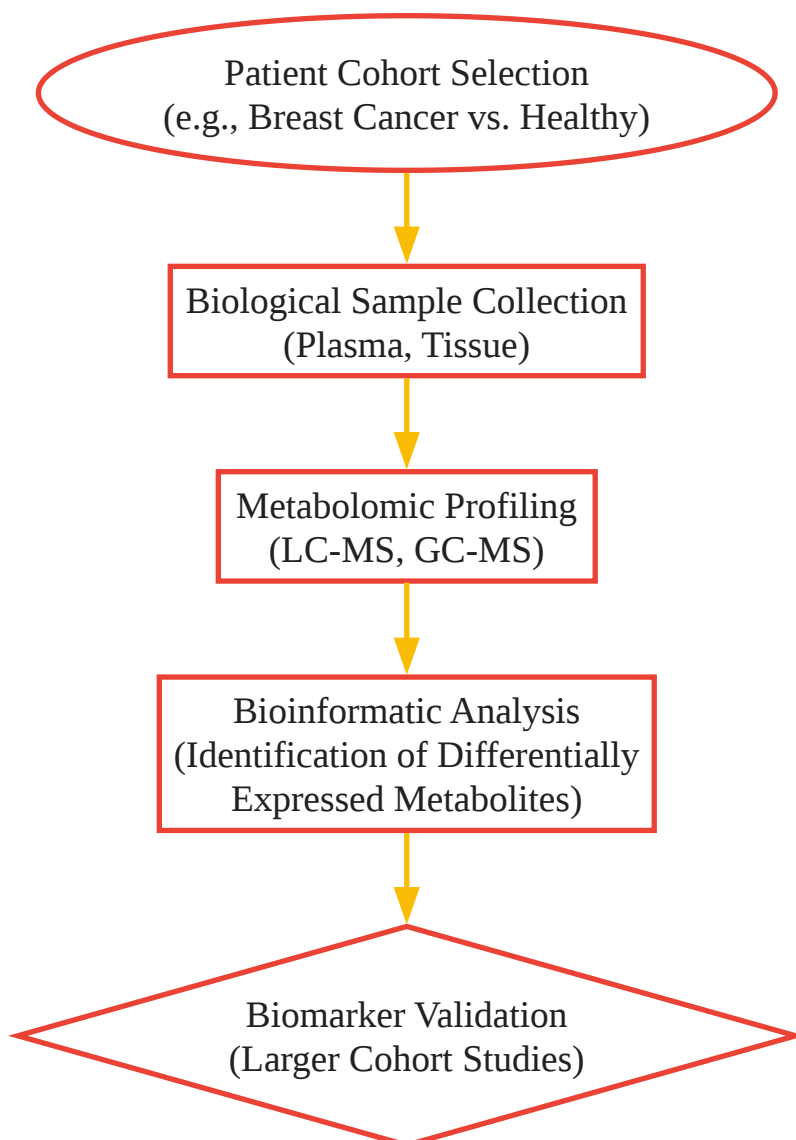 Patient Cohort Selection
(e.g., Breast Cancer vs. Healthy)
Biological Sample Collection
(Plasma, Tissue)
Metabolomic Profiling
(LC-MS, GC-MS)
Bioinformatic Analysis
(Identification of Differentially
Expressed Metabolites)
Biomarker Validation
(Larger Cohort Studies)